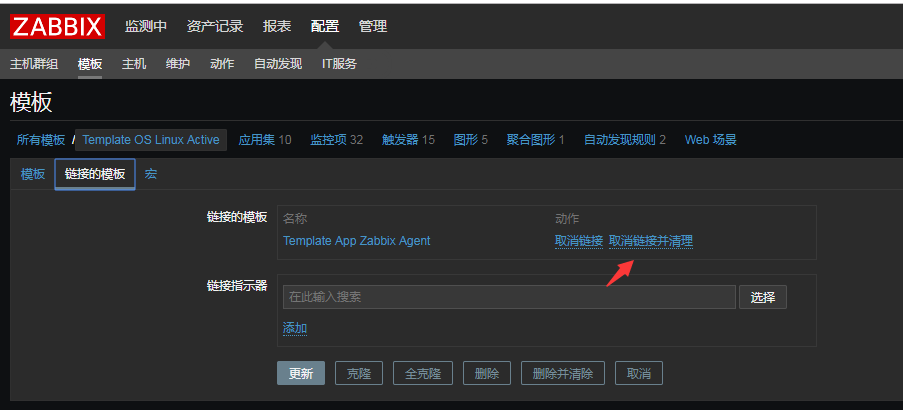 ZABBIX 监测中 资产记录 报表 配置 管理
主机群组 模板 主机 维护 动作 自动发现 IT服务
模板
所有模板 / Template OS Linux Active 应用集 10 监控项 32 触发器 15 图形 5 聚合图形 1 自动发现规则 2 Web 场景
模板 链接的模板 宏
链接的模板 名称 动作
Template App Zabbix Agent 取消链接 取消链接并清理
链接指示器
在此输入搜索 选择
添加
更新 克隆 全克隆 删除 删除并清除 取消